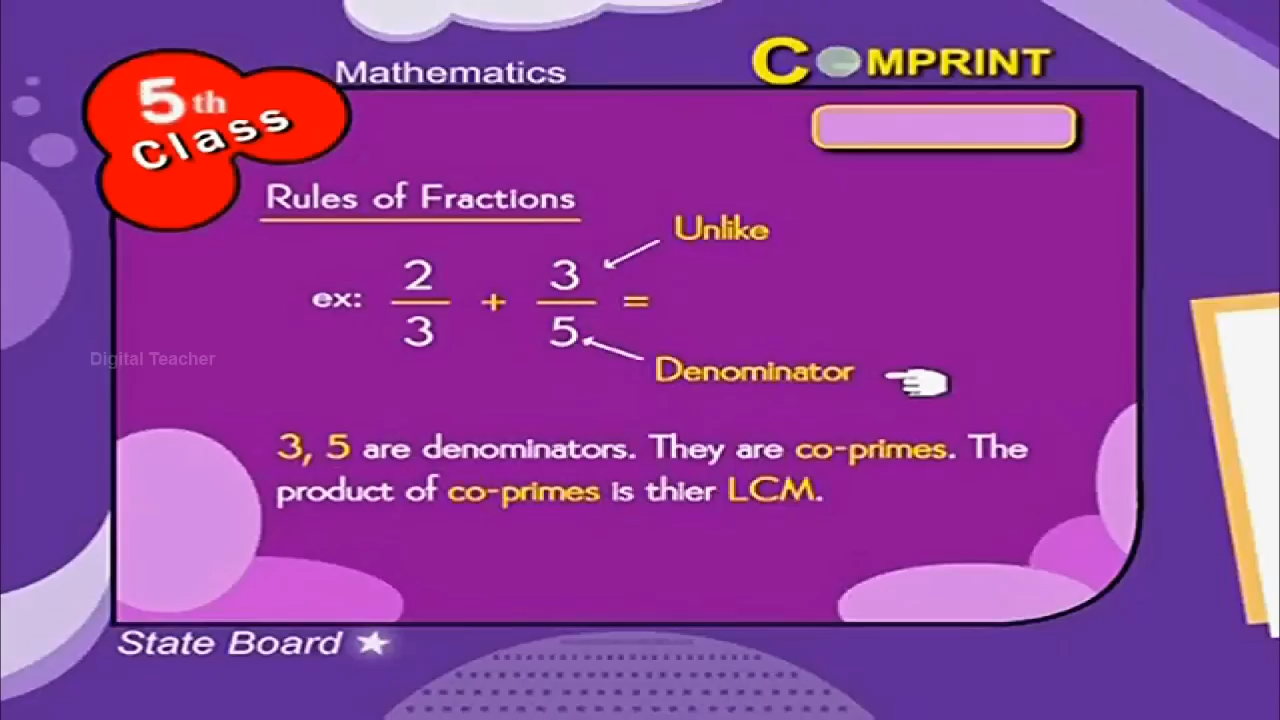 Mathematics
COMPRINT
5th
Class
Rules of Fractions
Unlike
ex: 2/3 + 3/5 =
Digital Teacher
Denominator
3, 5 are denominators. They are co-primes. The
product of co-primes is thier LCM.
State Board ★